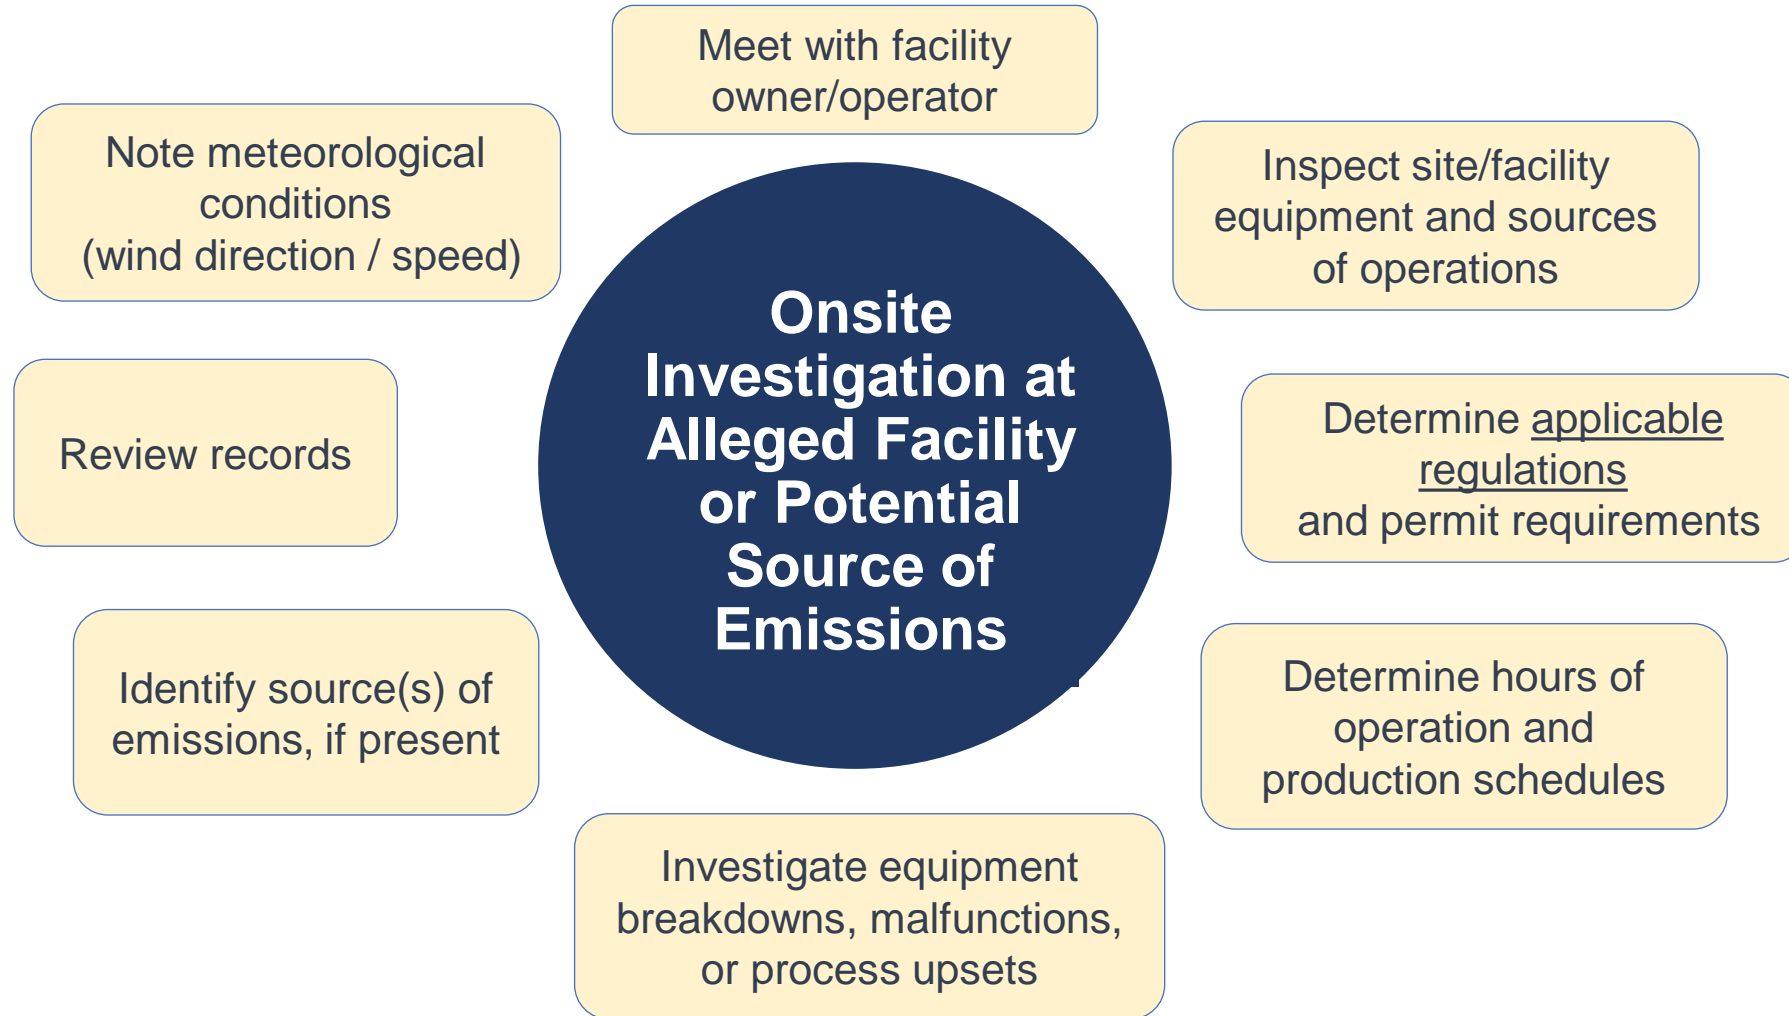 Meet with facility
owner/operator
Note meteorological
conditions
(wind direction / speed)
Inspect site/facility
equipment and sources
of operations
Onsite
Investigation at
Alleged Facility
or Potential
Source of
Emissions
Review records
Determine applicable
regulations
and permit requirements
Identify source(s) of
emissions, if present
Determine hours of
operation and
production schedules
Investigate equipment
breakdowns, malfunctions,
or process upsets